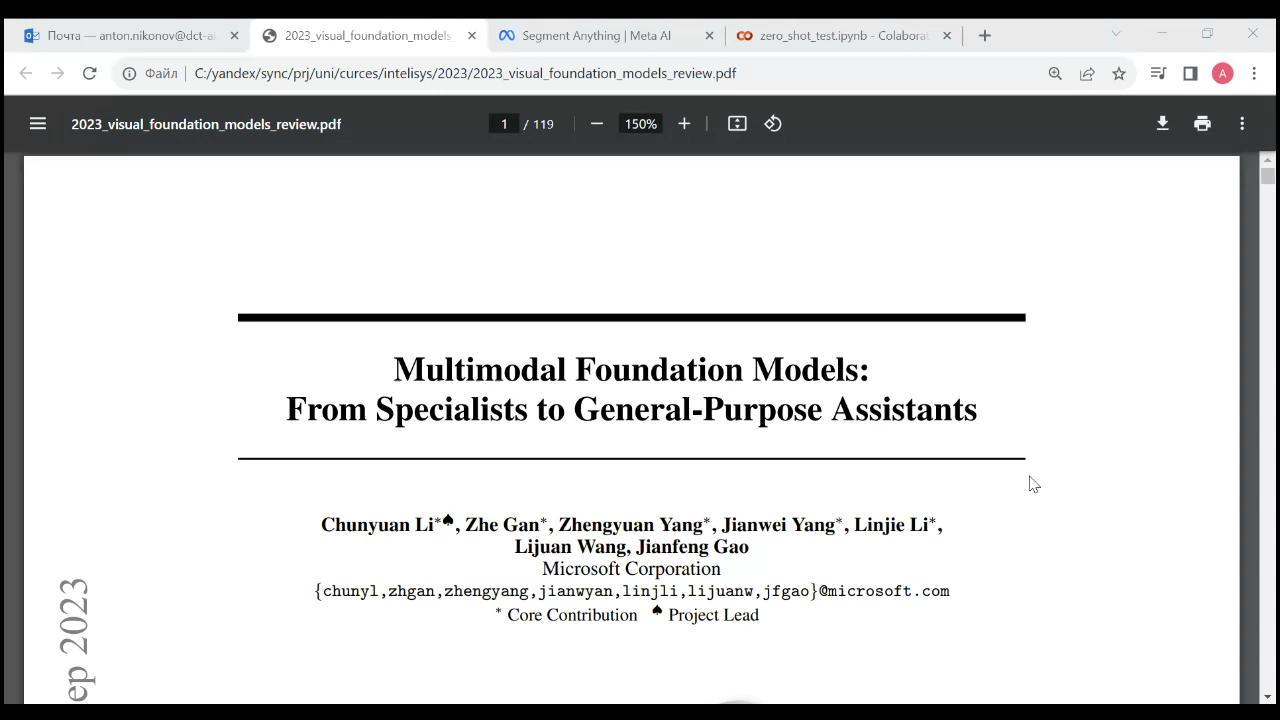 Почта — anton.nikonov@dct-a
2023_visual_foundation_models_
Segment Anything | Meta AI
zero_shot_test.ipynb - Colaborat
Файл
C:/yandex/sync/prj/uni/curces/intelisys/2023/2023_visual_foundation_models_review.pdf
A
2023_visual_foundation_models_review.pdf
1 / 119
150%
Multimodal Foundation Models:
From Specialists to General-Purpose Assistants
Chunyuan Li*♠, Zhe Gan*, Zhengyuan Yang*, Jianwei Yang*, Linjie Li*,
Lijuan Wang, Jianfeng Gao
Microsoft Corporation
{chunyl,zhgan,zhengyang,jianwyan,linjli,lijuanw,jfgao}@microsoft.com
* Core Contribution ♠ Project Lead
ep 2023